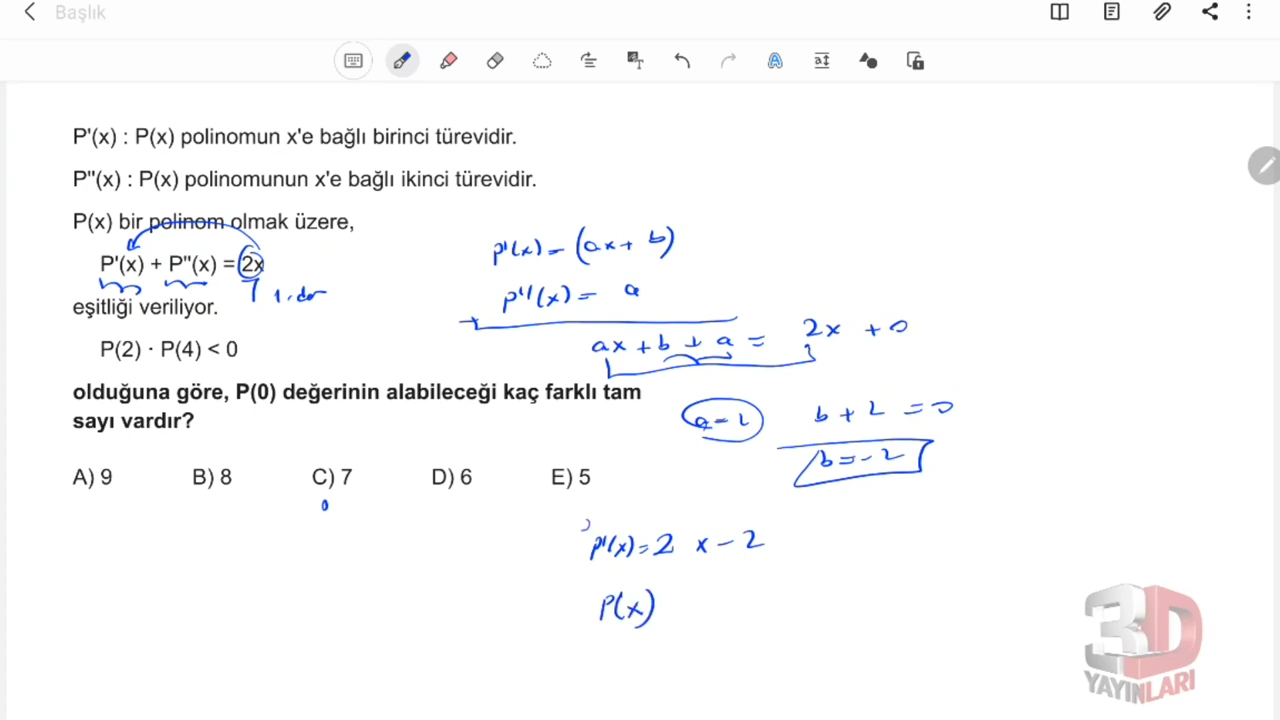 Başlık
P'(x) : P(x) polinomun x'e bağlı birinci türevidir.
P''(x) : P(x) polinomunun x'e bağlı ikinci türevidir.
P(x) bir polinom olmak üzere,
P'(x) + P''(x) = 2x
1. der
eşitliği veriliyor.
P(2) · P(4) < 0
olduğuna göre, P(0) değerinin alabileceği kaç farklı tam
sayı vardır?
A) 9 B) 8 C) 7 D) 6 E) 5
P'(x) = (ax + b)
P''(x) = a
+
ax + b + a = 2x + 0
a = 2 b + 2 = 0
b = -2
P'(x) = 2x - 2
P(x)
3D
YAYINLARI